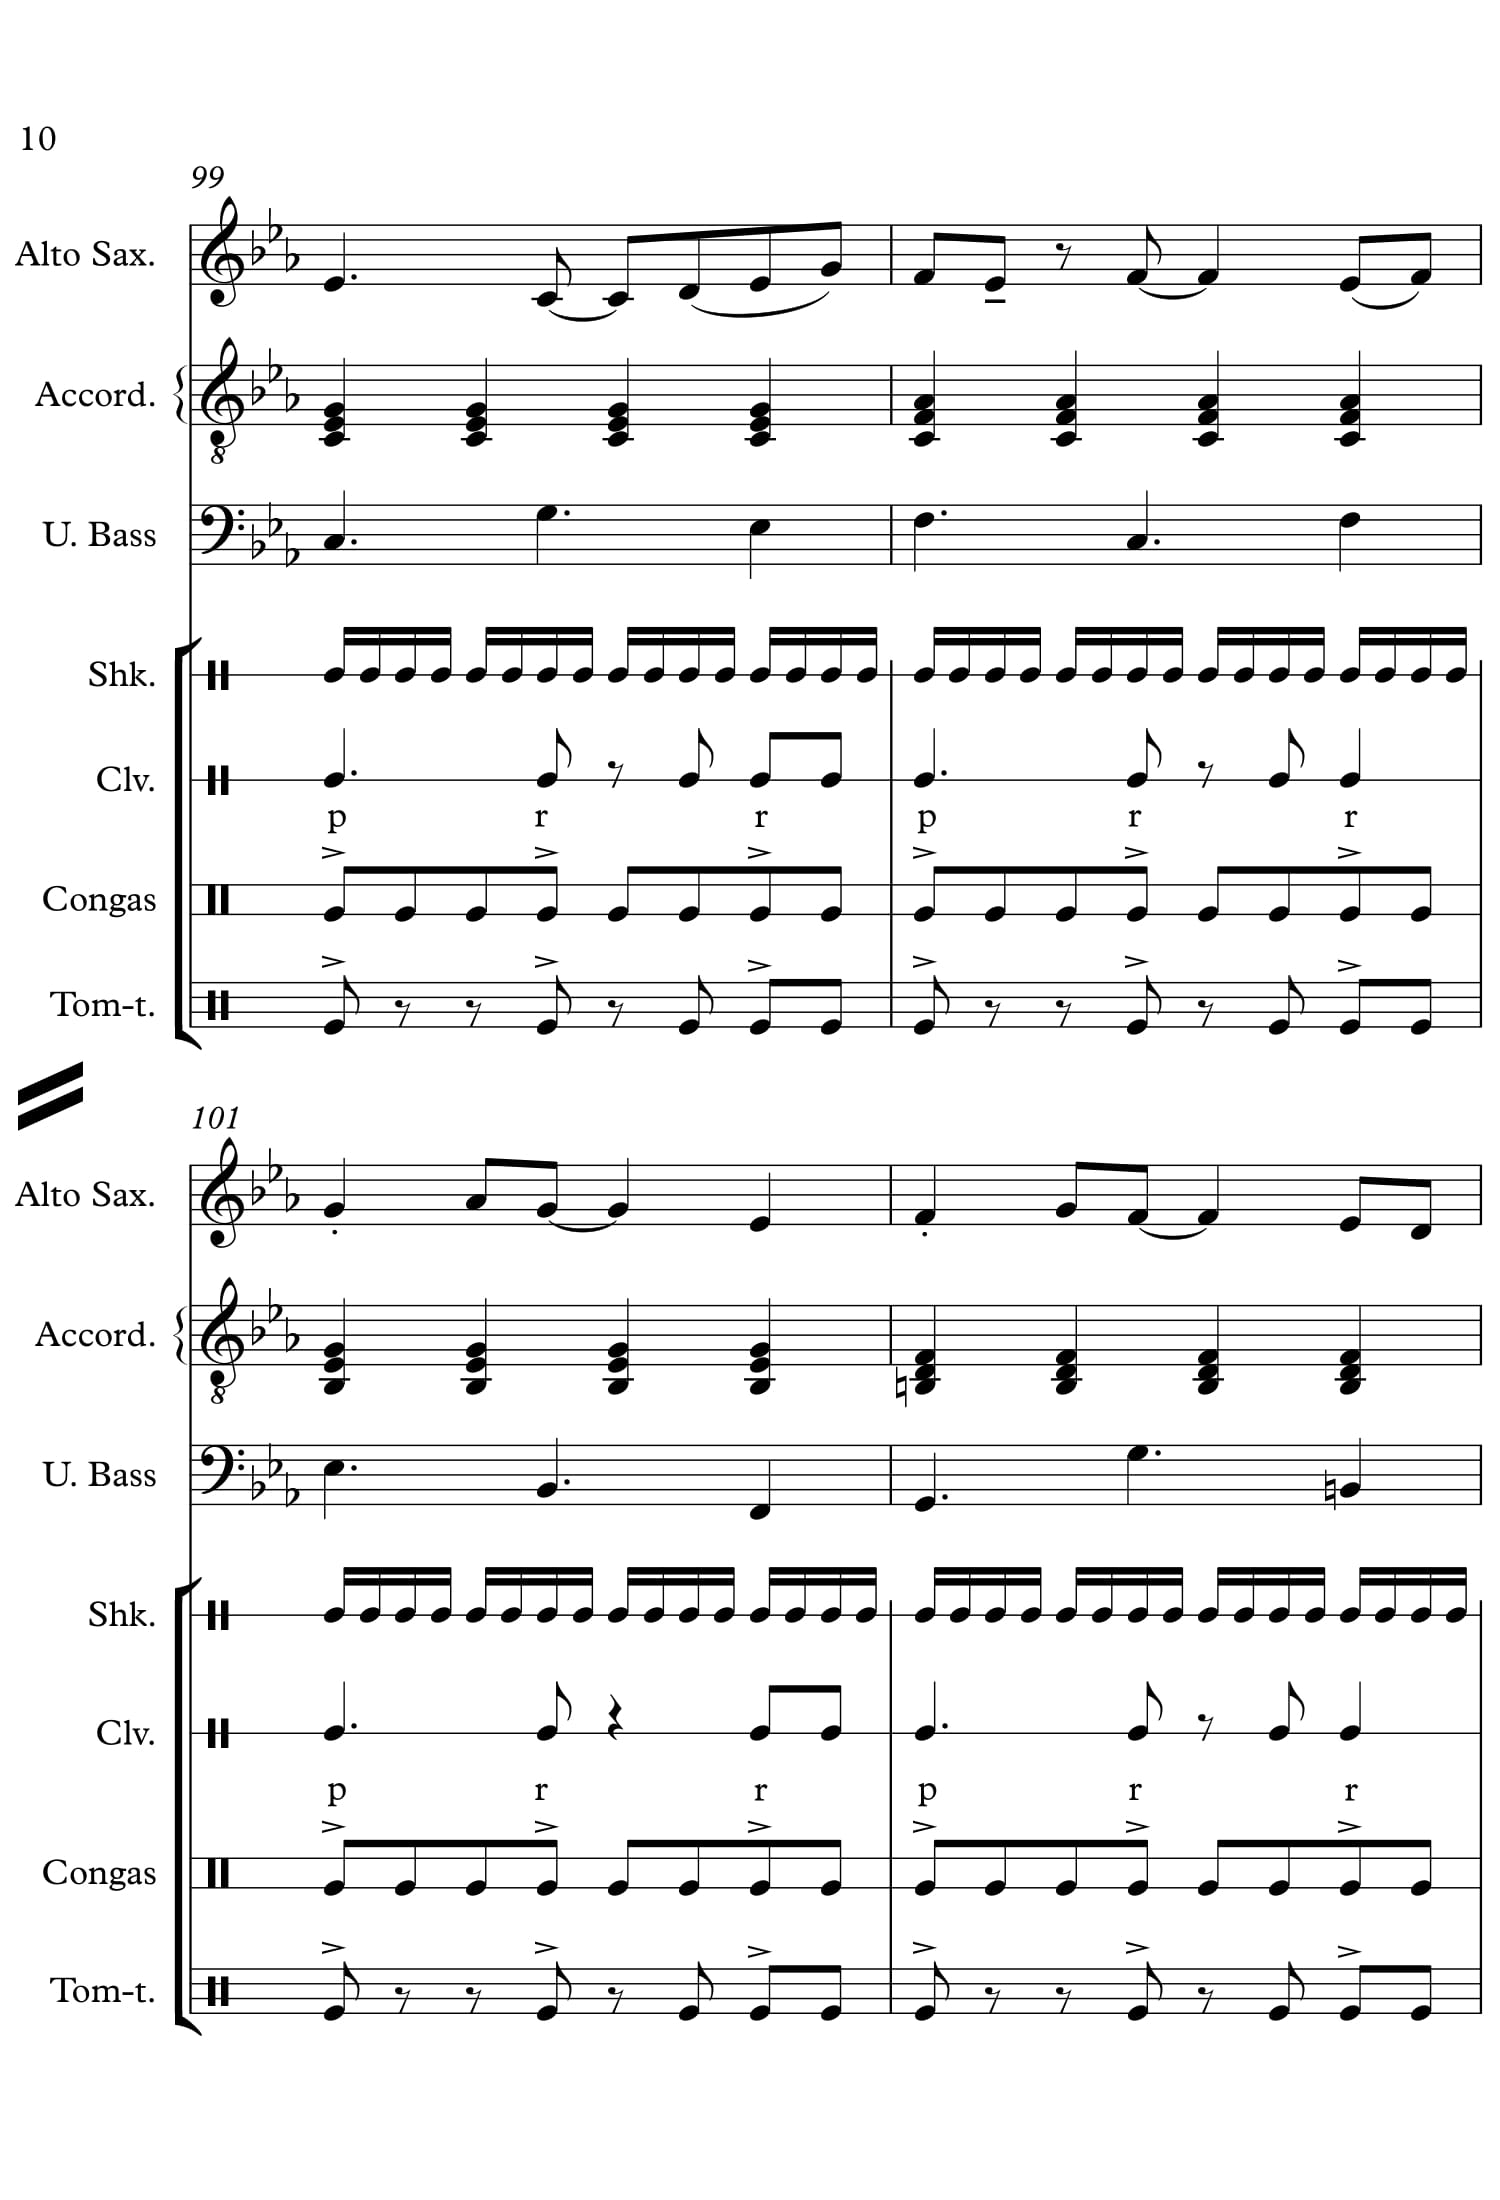 10
99
Alto Sax.
Accord.
8
U. Bass
Shk.
Clv.
p r r p r r
Congas
Tom-t.
101
Alto Sax.
Accord.
8
U. Bass
Shk.
Clv.
p r r p r r
Congas
Tom-t.